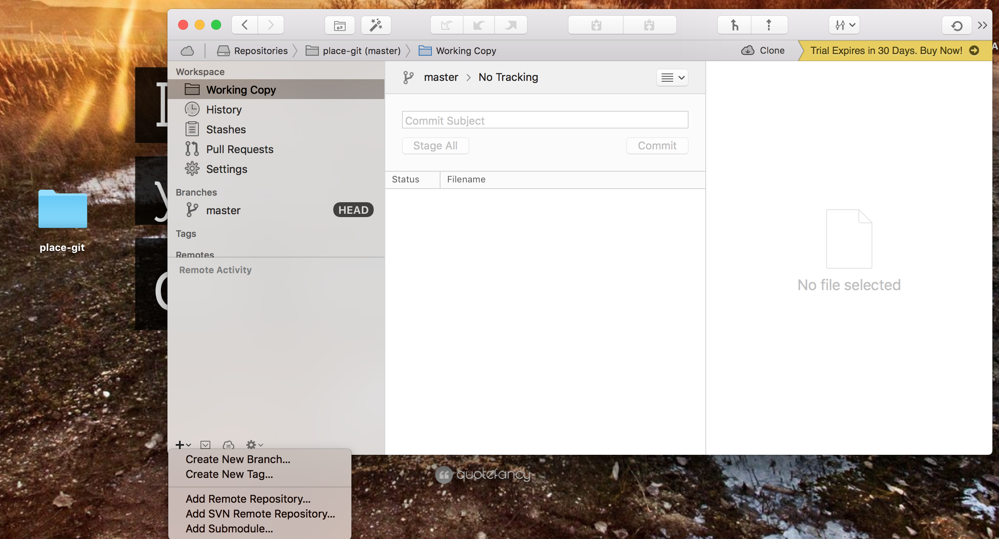 Repositories
place-git (master)
Working Copy
Clone
Trial Expires in 30 Days. Buy Now!
A
Workspace
Working Copy
History
Stashes
Pull Requests
Settings
Branches
master
HEAD
Tags
Remotes
Remote Activity
master > No Tracking
Commit Subject
Stage All
Commit
Status
Filename
No file selected
place-git
y
Create New Branch...
Create New Tag...
Add Remote Repository...
Add SVN Remote Repository...
Add Submodule...
quotefancy